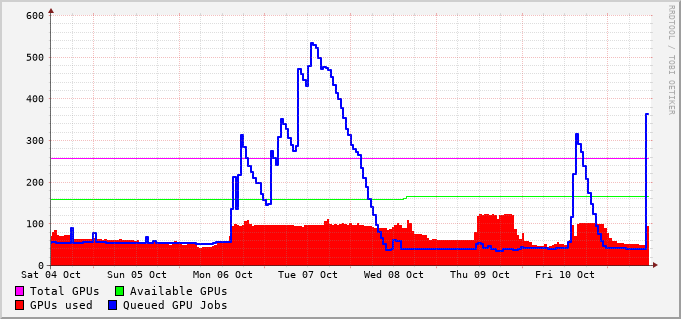 600
500
400
300
200
100
0
Sat 04 Oct Sun 05 Oct Mon 06 Oct Tue 07 Oct Wed 08 Oct Thu 09 Oct Fri 10 Oct
Total GPUs Available GPUs
GPUs used Queued GPU Jobs
RRDTOOL / TOBI OETIKER